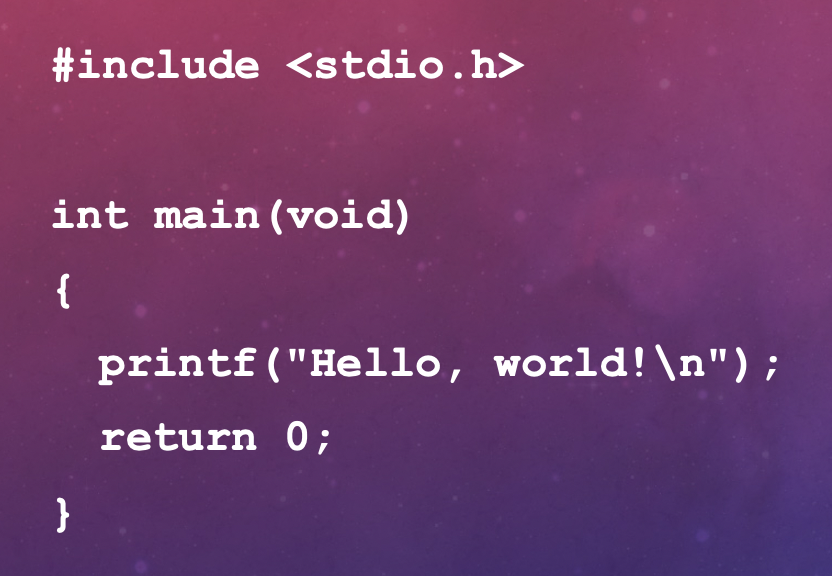 #include <stdio.h>
int main(void)
{
printf("Hello, world!\n");
return 0;
}